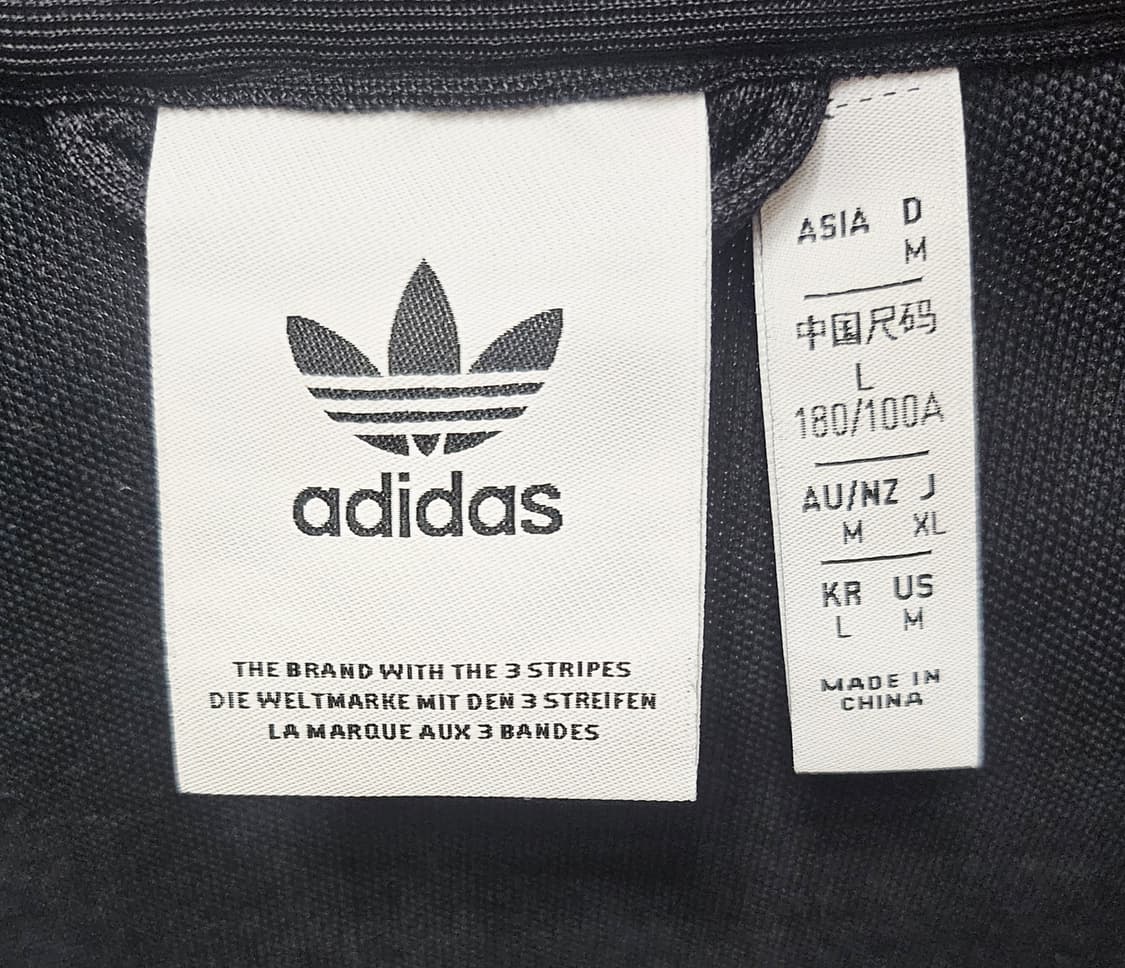 adidas
THE BRAND WITH THE 3 STRIPES
DIE WELTMARKE MIT DEN 3 STREIFEN
LA MARQUE AUX 3 BANDES
ASIA D
M
中国尺码
L
180/100A
AU/NZ J
M XL
KR US
L M
MADE IN
CHINA